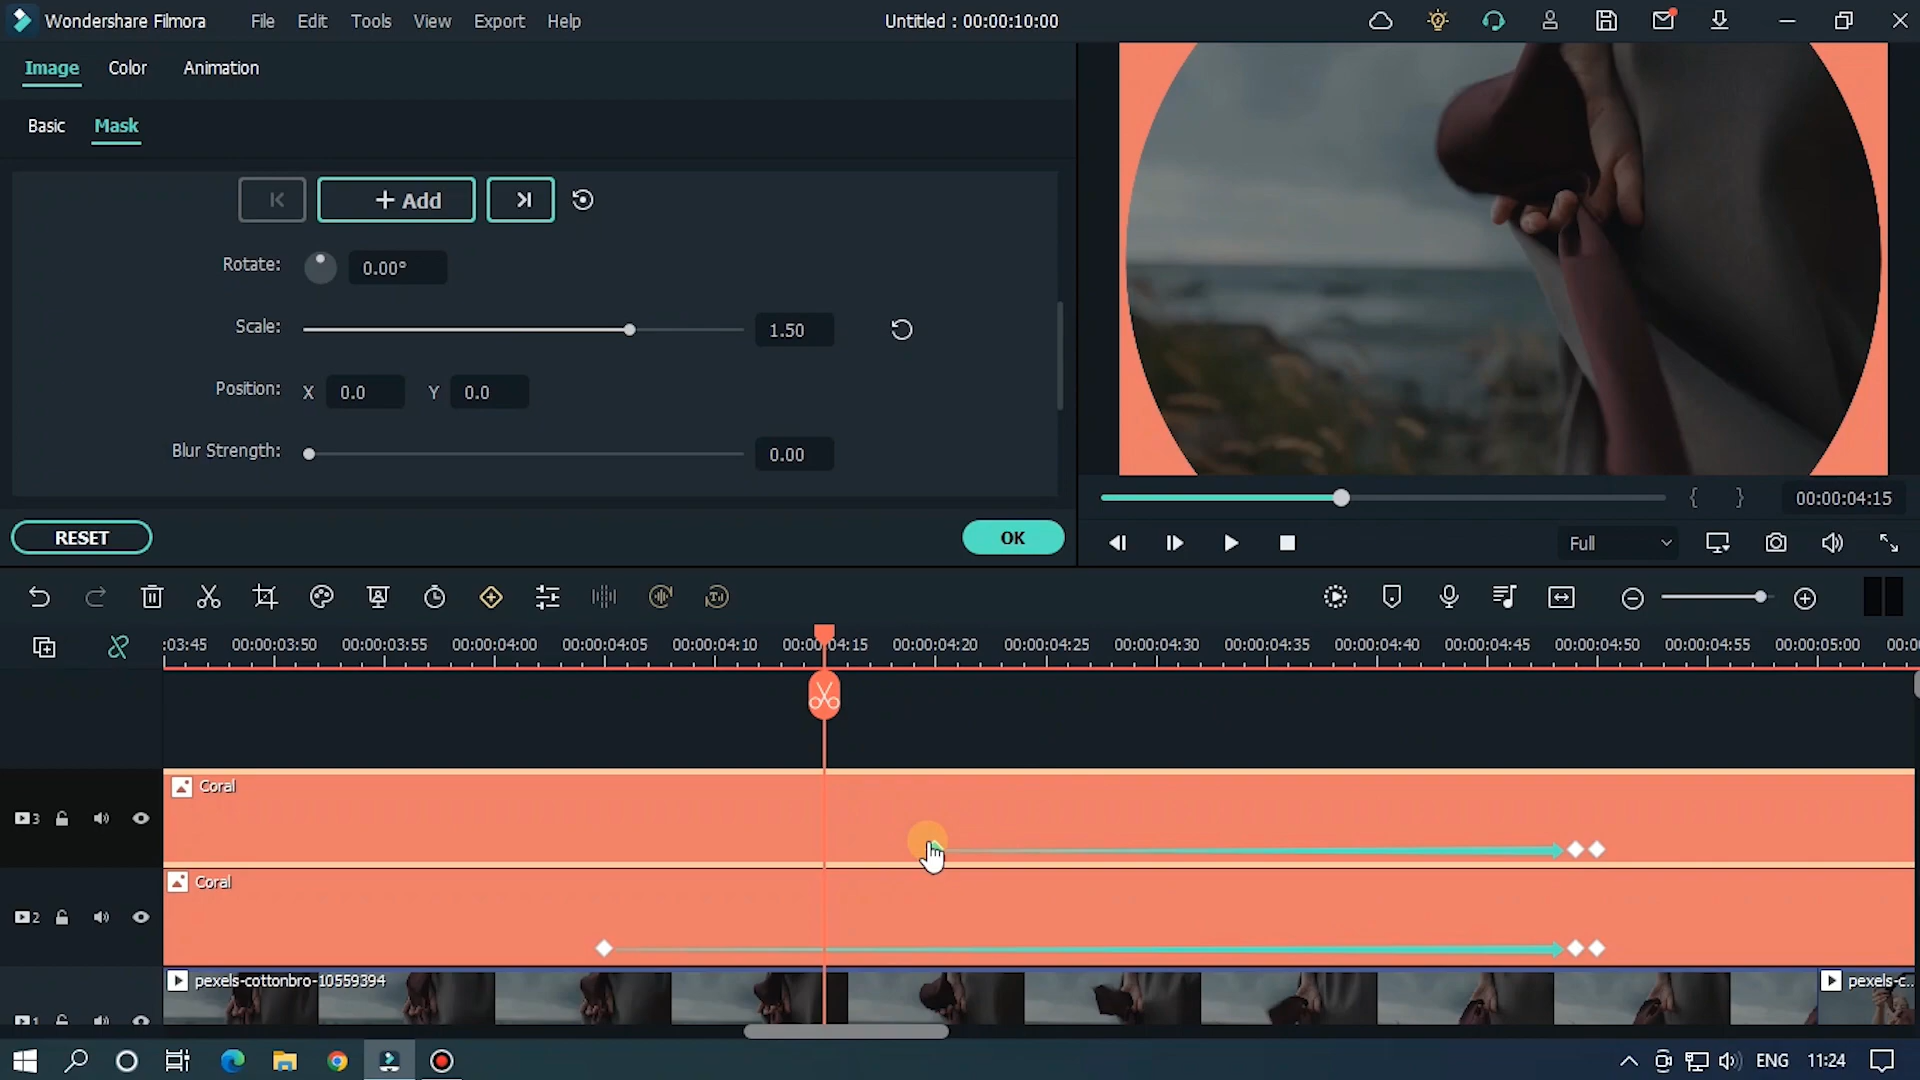 Wondershare Filmora File Edit Tools View Export Help Untitled : 00:00:10:00
Image Color Animation
Basic Mask
+ Add
Rotate: 0.00°
Scale: 1.50
Position: X 0.0 Y 0.0
Blur Strength: 0.00
RESET OK
{ } 00:00:04:15
Full
:03:45 00:00:03:50 00:00:03:55 00:00:04:00 00:00:04:05 00:00:04:10 00:00:04:15 00:00:04:20 00:00:04:25 00:00:04:30 00:00:04:35 00:00:04:40 00:00:04:45 00:00:04:50 00:00:04:55 00:00:05:00 00:0
Coral
3
Coral
2
pexels-cottonbro-10559394 pexels-c...
1
ENG 11:24